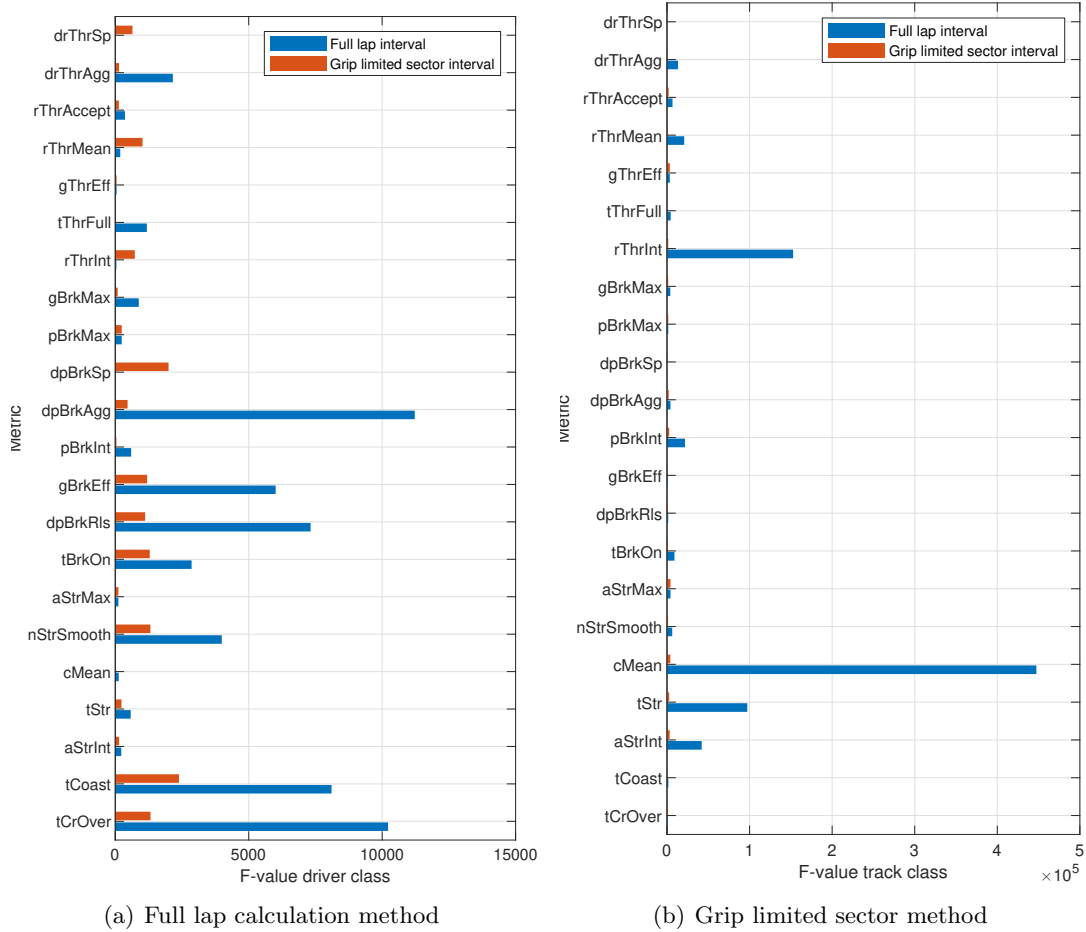 drThrSp
drThrAgg
rThrAccept
rThrMean
gThrEff
tThrFull
rThrInt
gBrkMax
pBrkMax
dpBrkSp
dpBrkAgg
pBrkInt
gBrkEff
dpBrkRls
tBrkOn
aStrMax
nStrSmooth
cMean
tStr
aStrInt
tCoast
tCrOver
Metric
Full lap interval
Grip limited sector interval
0 5000 10000 15000
F-value driver class
(a) Full lap calculation method
drThrSp
drThrAgg
rThrAccept
rThrMean
gThrEff
tThrFull
rThrInt
gBrkMax
pBrkMax
dpBrkSp
dpBrkAgg
pBrkInt
gBrkEff
dpBrkRls
tBrkOn
aStrMax
nStrSmooth
cMean
tStr
aStrInt
tCoast
tCrOver
Metric
Full lap interval
Grip limited sector interval
0 1 2 3 4 5
F-value track class
×10⁵
(b) Grip limited sector method